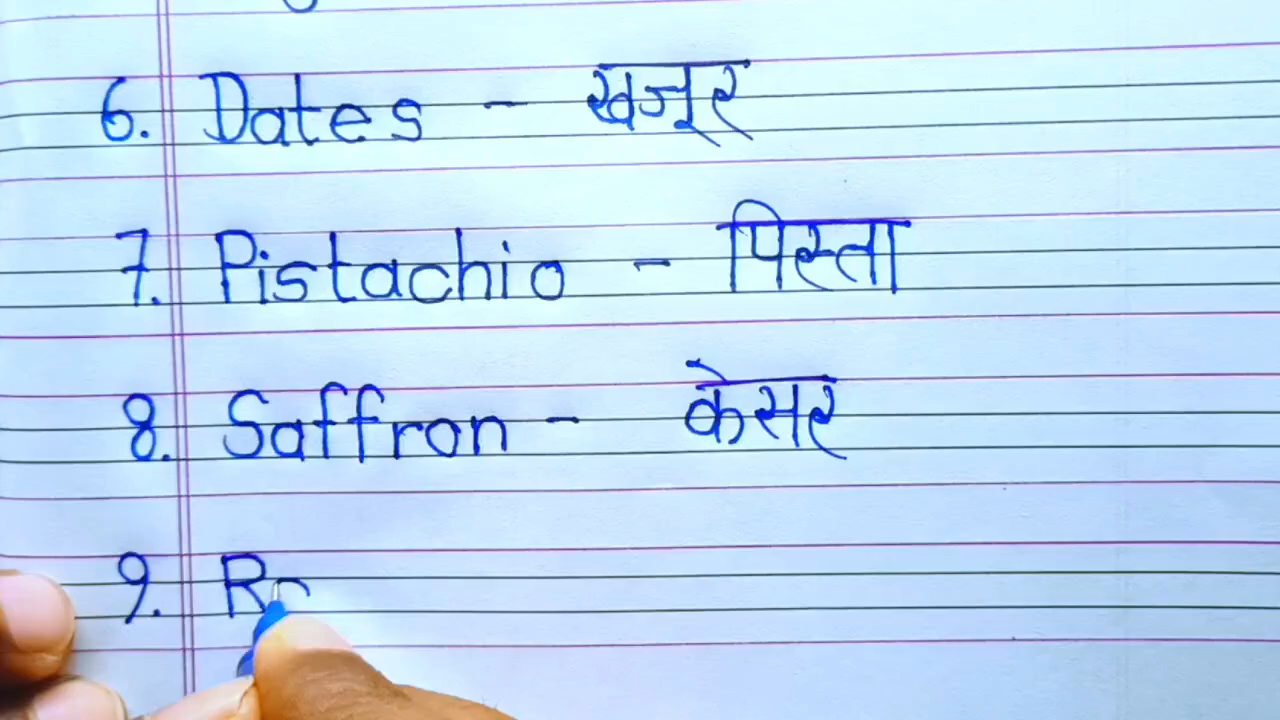 6. Dates - खजूर
7. Pistachio - पिस्ता
8. Saffron - केसर
9. R